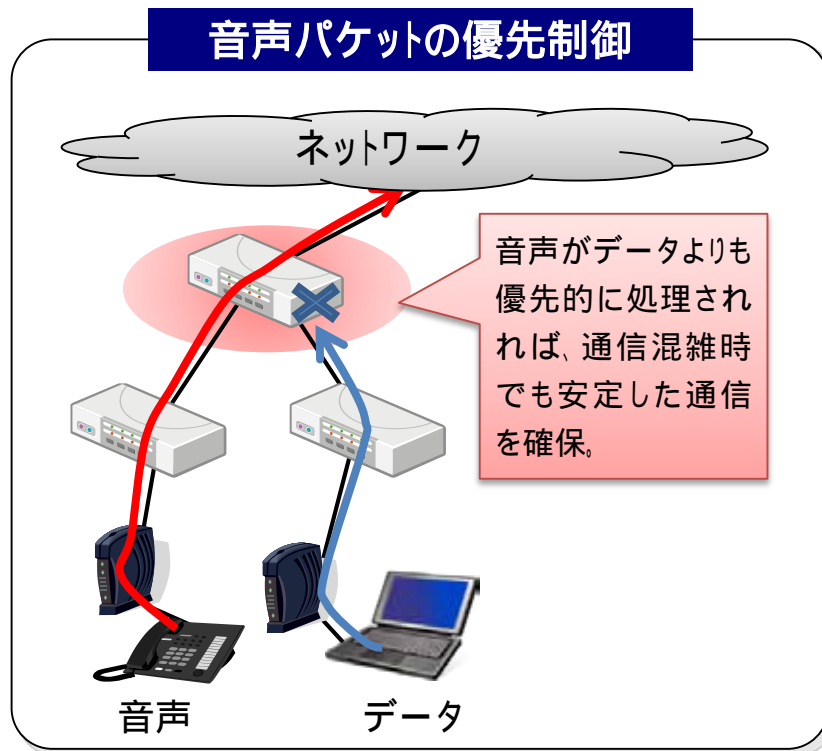 音声パケットの優先制御
ネットワーク
音声がデータよりも
優先的に処理され
れば、通信混雑時
でも安定した通信
を確保。
音声
データ